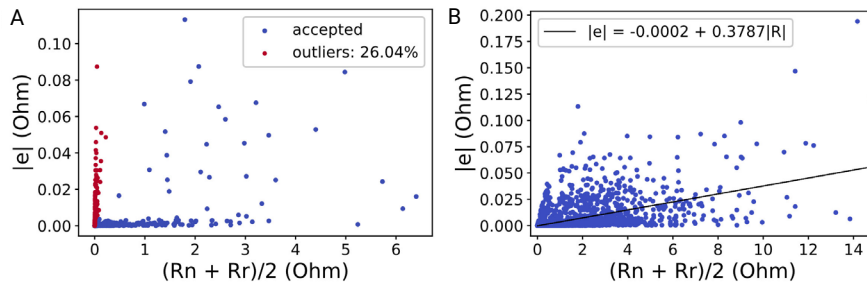 A
|e| (Ohm)
0.10
0.08
0.06
0.04
0.02
0.00
accepted
outliers: 26.04%
0 1 2 3 4 5 6
(Rn + Rr)/2 (Ohm)
B
|e| (Ohm)
0.200
0.175
0.150
0.125
0.100
0.075
0.050
0.025
0.000
|e| = -0.0002 + 0.3787|R|
0 2 4 6 8 10 12 14
(Rn + Rr)/2 (Ohm)